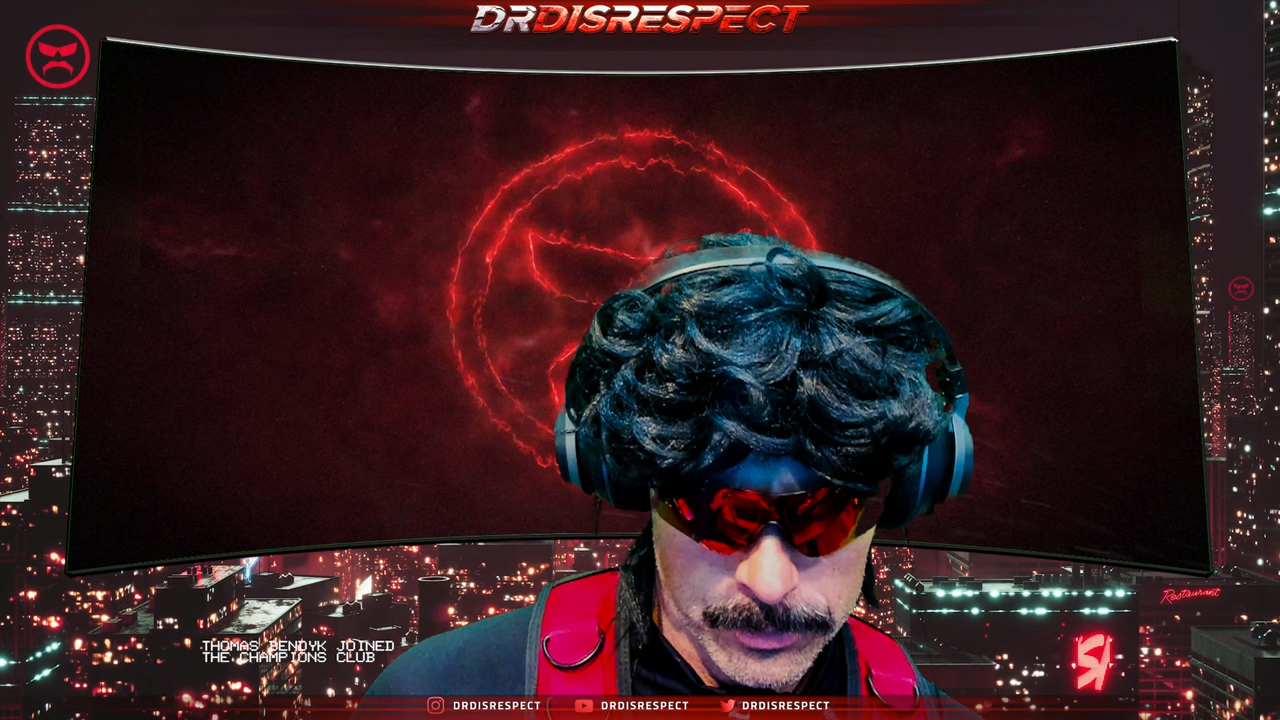 DRDISRESPECT
Restaurant
THOMAS BENDYK JOINED
THE CHAMPIONS CLUB
DRDISRESPECT DRDISRESPECT DRDISRESPECT